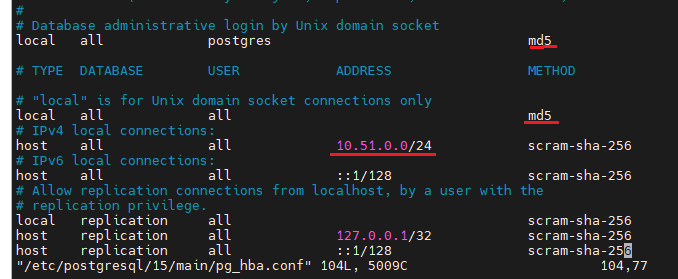 #
# Database administrative login by Unix domain socket
local all postgres md5
# TYPE DATABASE USER ADDRESS METHOD
# "local" is for Unix domain socket connections only
local all all md5
# IPv4 local connections:
host all all 10.51.0.0/24 scram-sha-256
# IPv6 local connections:
host all all ::1/128 scram-sha-256
# Allow replication connections from localhost, by a user with the
# replication privilege.
local replication all scram-sha-256
host replication all 127.0.0.1/32 scram-sha-256
host replication all ::1/128 scram-sha-256
"/etc/postgresql/15/main/pg_hba.conf" 104L, 5009C 104,77